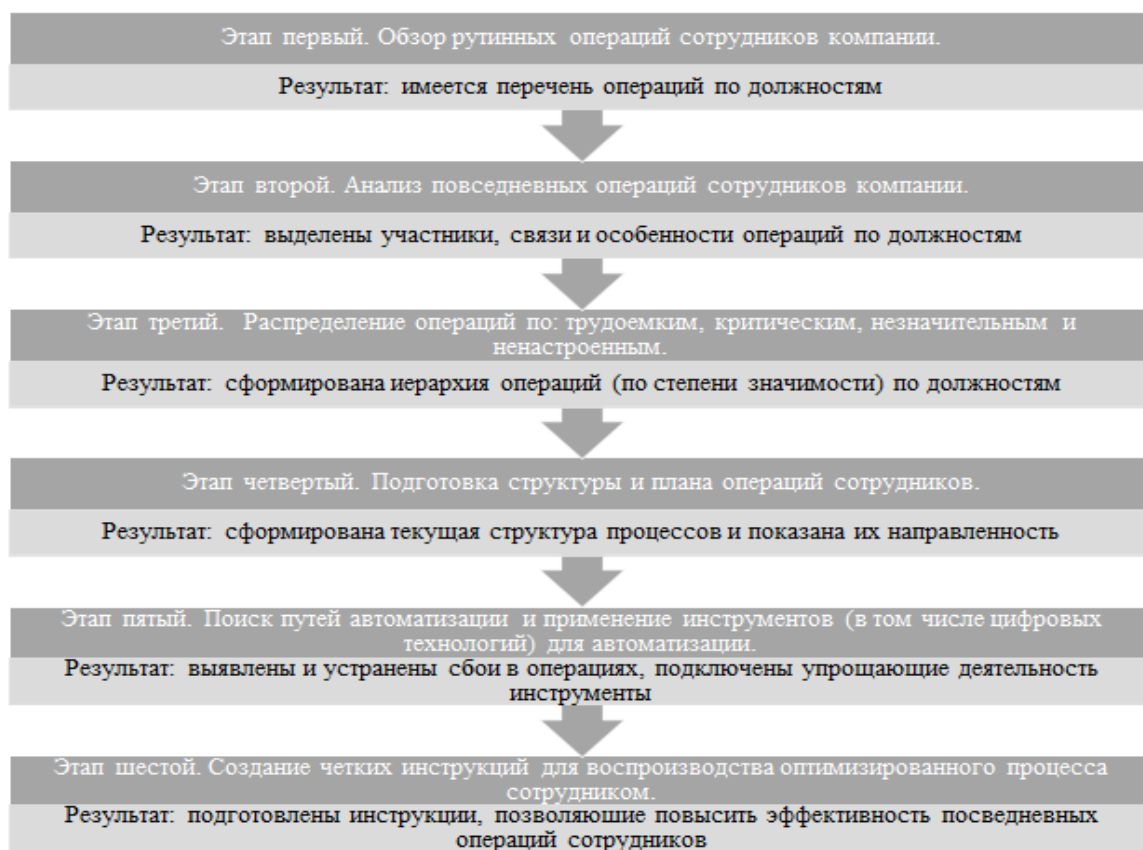 Этап первый. Обзор рутинных операций сотрудников компании.
Результат: имеется перечень операций по должностям
Этап второй. Анализ повседневных операций сотрудников компании.
Результат: выделены участники, связи и особенности операций по должностям
Этап третий. Распределение операций по: трудоемким, критическим, незначительным и
ненастроенным.
Результат: сформирована иерархия операций (по степени значимости) по должностям
Этап четвертый. Подготовка структуры и плана операций сотрудников.
Результат: сформирована текущая структура процессов и показана их направленность
Этап пятый. Поиск путей автоматизации и применение инструментов (в том числе цифровых
технологий) для автоматизации.
Результат: выявлены и устранены сбои в операциях, подключены упрощающие деятельность
инструменты
Этап шестой. Создание четких инструкций для воспроизводства оптимизированного процесса
сотрудником.
Результат: подготовлены инструкции, позволяюшие повысить эффективность посведневных
операций сотрудников